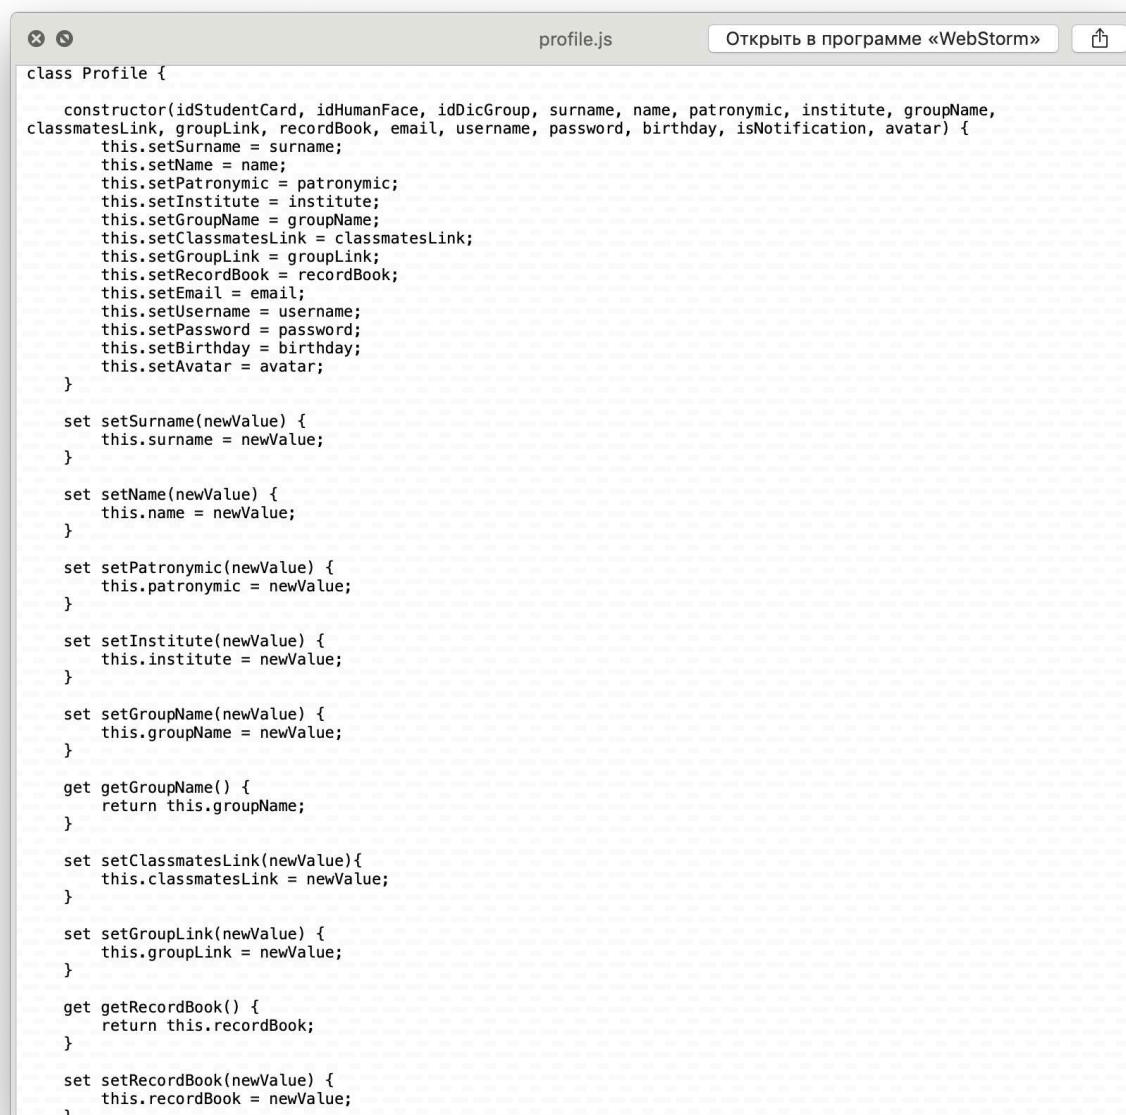 profile.js
Открыть в программе «WebStorm»
class Profile {
    constructor(idStudentCard, idHumanFace, idDicGroup, surname, name, patronymic, institute, groupName,
classmatesLink, groupLink, recordBook, email, username, password, birthday, isNotification, avatar) {
        this.setSurname = surname;
        this.setName = name;
        this.setPatronymic = patronymic;
        this.setInstitute = institute;
        this.setGroupName = groupName;
        this.setClassmatesLink = classmatesLink;
        this.setGroupLink = groupLink;
        this.setRecordBook = recordBook;
        this.setEmail = email;
        this.setUsername = username;
        this.setPassword = password;
        this.setBirthday = birthday;
        this.setAvatar = avatar;
    }
    set setSurname(newValue) {
        this.surname = newValue;
    }
    set setName(newValue) {
        this.name = newValue;
    }
    set setPatronymic(newValue) {
        this.patronymic = newValue;
    }
    set setInstitute(newValue) {
        this.institute = newValue;
    }
    set setGroupName(newValue) {
        this.groupName = newValue;
    }
    get getGroupName() {
        return this.groupName;
    }
    set setClassmatesLink(newValue){
        this.classmatesLink = newValue;
    }
    set setGroupLink(newValue) {
        this.groupLink = newValue;
    }
    get getRecordBook() {
        return this.recordBook;
    }
    set setRecordBook(newValue) {
        this.recordBook = newValue;
    }